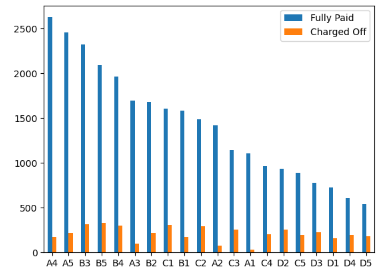 Fully Paid
Charged Off
2500
2000
1500
1000
500
0
A4 A5 B3 B5 B4 A3 B2 C1 B1 C2 A2 C3 A1 C4 D2 C5 D3 D1 D4 D5